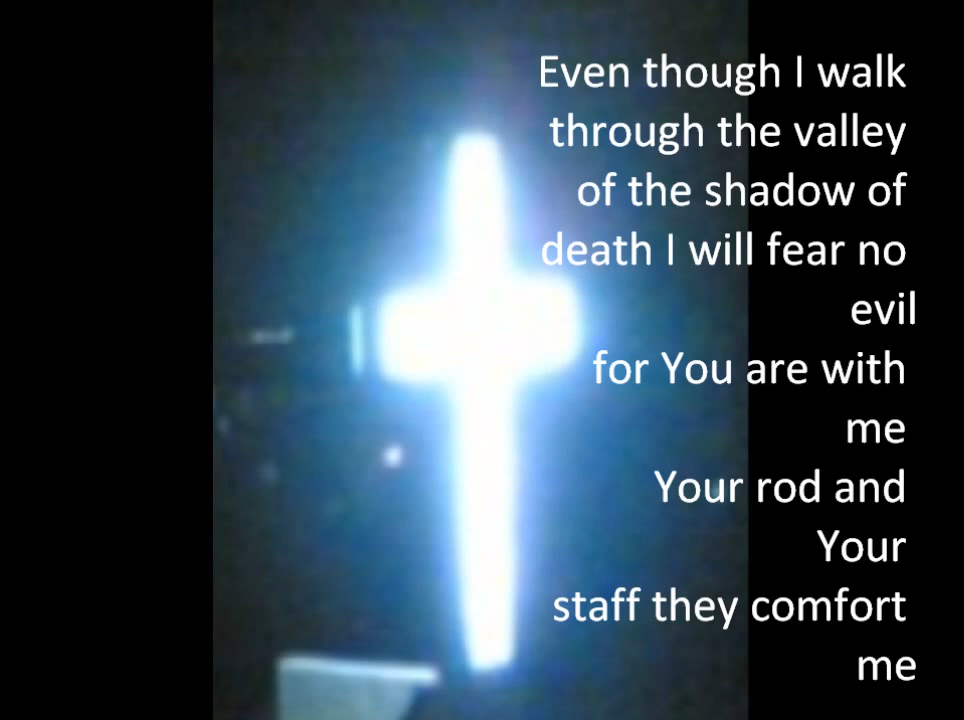 Even though I walk
through the valley
of the shadow of
death I will fear no
evil
for You are with
me
Your rod and
Your
staff they comfort
me